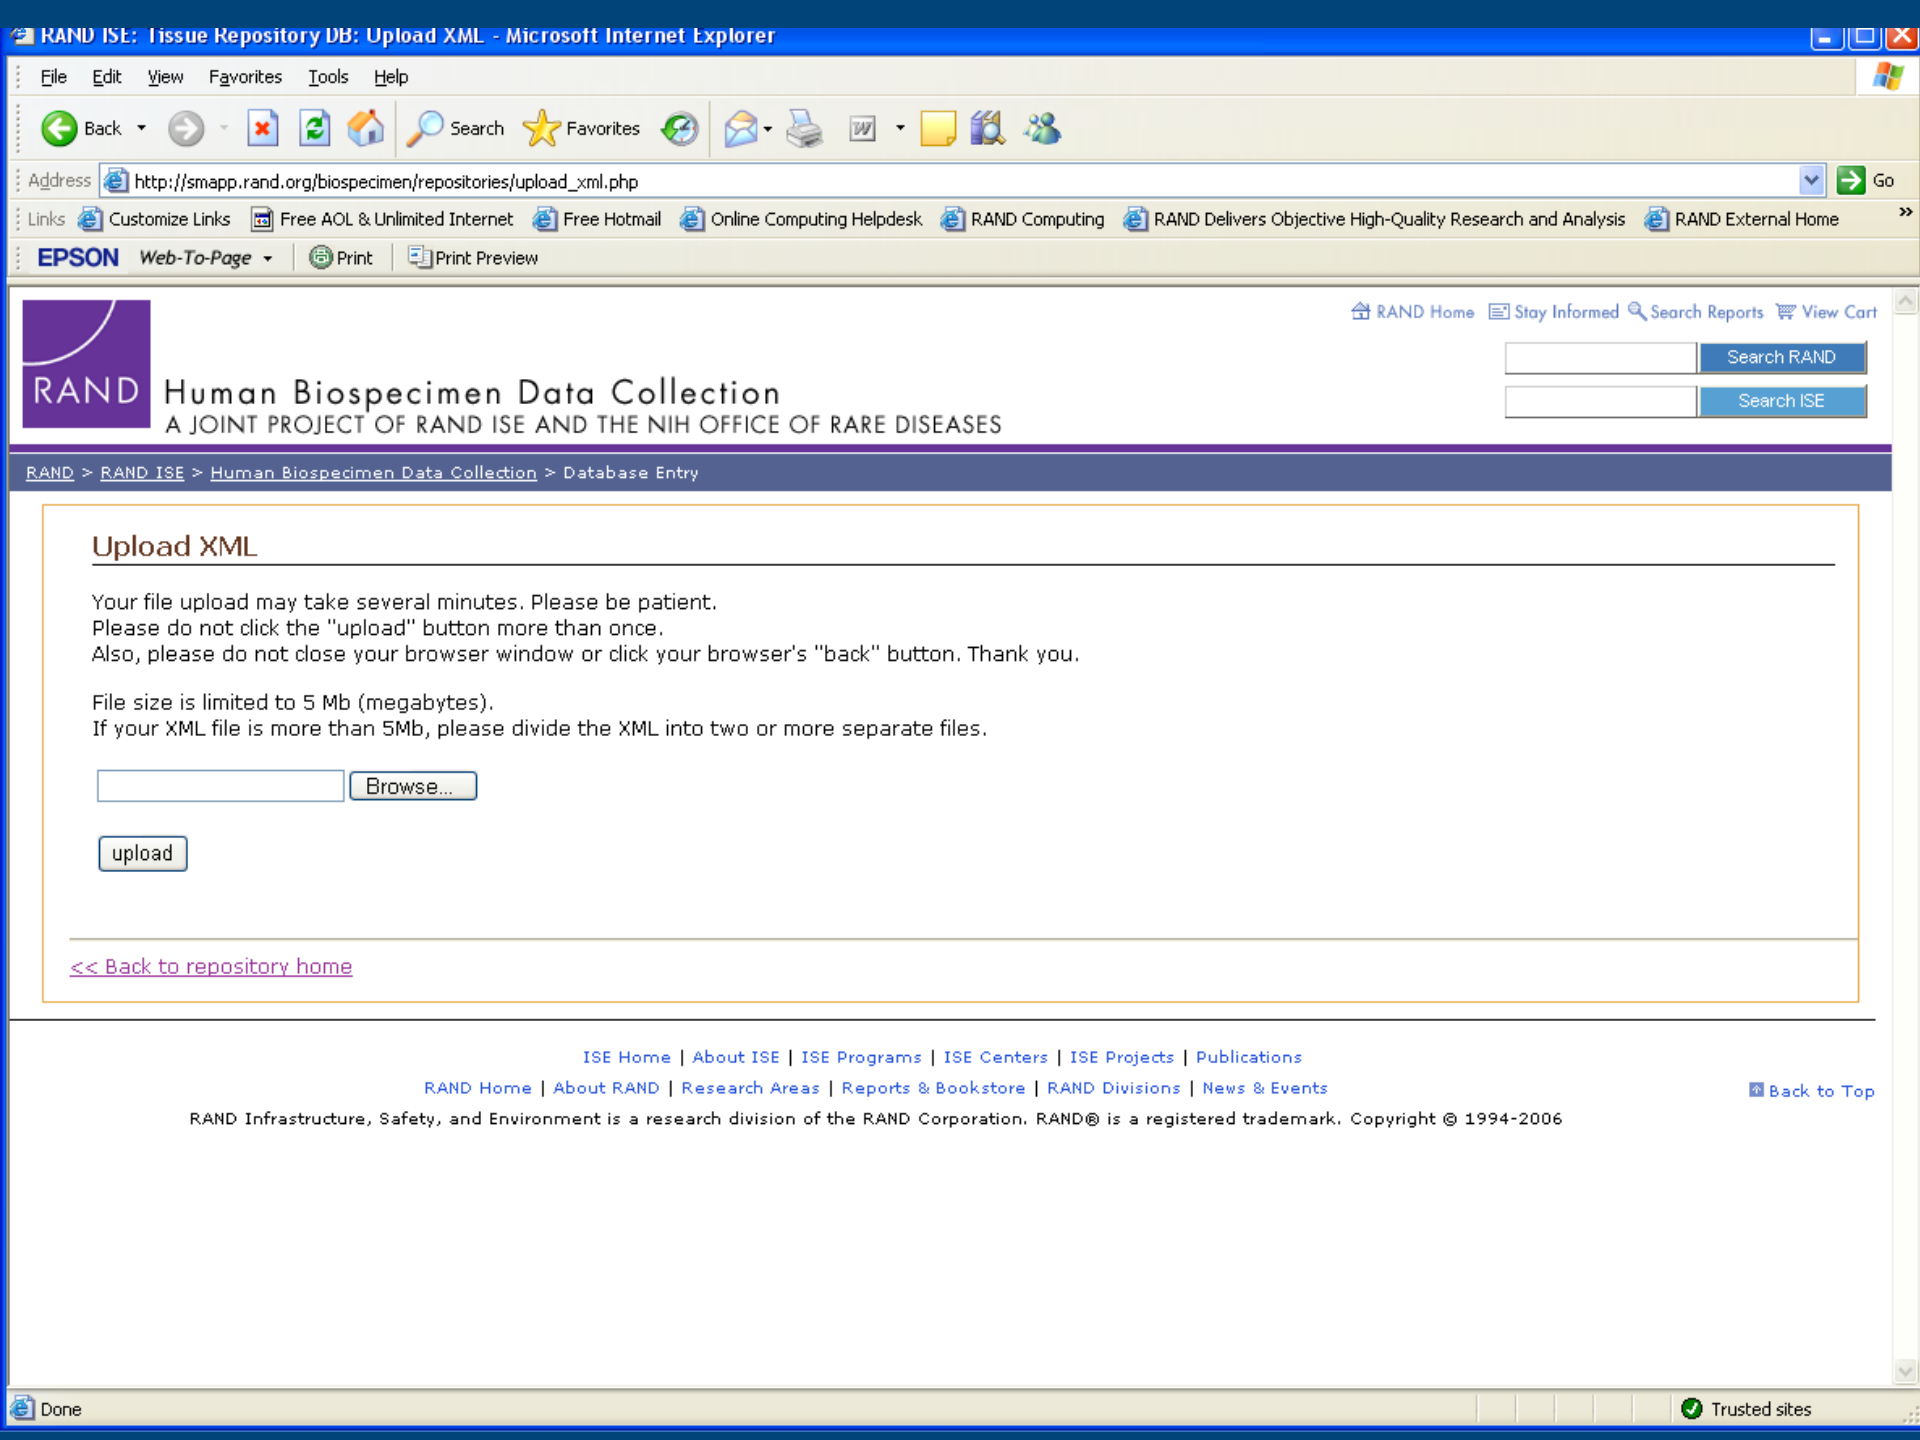 RAND ISE: Tissue Repository DB: Upload XML - Microsoft Internet Explorer
File Edit View Favorites Tools Help
Back Search Favorites
Address http://smapp.rand.org/biospecimen/repositories/upload_xml.php Go
Links Customize Links Free AOL & Unlimited Internet Free Hotmail Online Computing Helpdesk RAND Computing RAND Delivers Objective High-Quality Research and Analysis RAND External Home »
EPSON Web-To-Page Print Print Preview
RAND Home Stay Informed Search Reports View Cart
Search RAND
Search ISE
RAND Human Biospecimen Data Collection
A JOINT PROJECT OF RAND ISE AND THE NIH OFFICE OF RARE DISEASES
RAND > RAND ISE > Human Biospecimen Data Collection > Database Entry
Upload XML
Your file upload may take several minutes. Please be patient.
Please do not click the "upload" button more than once.
Also, please do not close your browser window or click your browser's "back" button. Thank you.
File size is limited to 5 Mb (megabytes).
If your XML file is more than 5Mb, please divide the XML into two or more separate files.
Browse...
upload
<< Back to repository home
ISE Home | About ISE | ISE Programs | ISE Centers | ISE Projects | Publications
RAND Home | About RAND | Research Areas | Reports & Bookstore | RAND Divisions | News & Events
Back to Top
RAND Infrastructure, Safety, and Environment is a research division of the RAND Corporation. RAND® is a registered trademark. Copyright © 1994-2006
Done Trusted sites